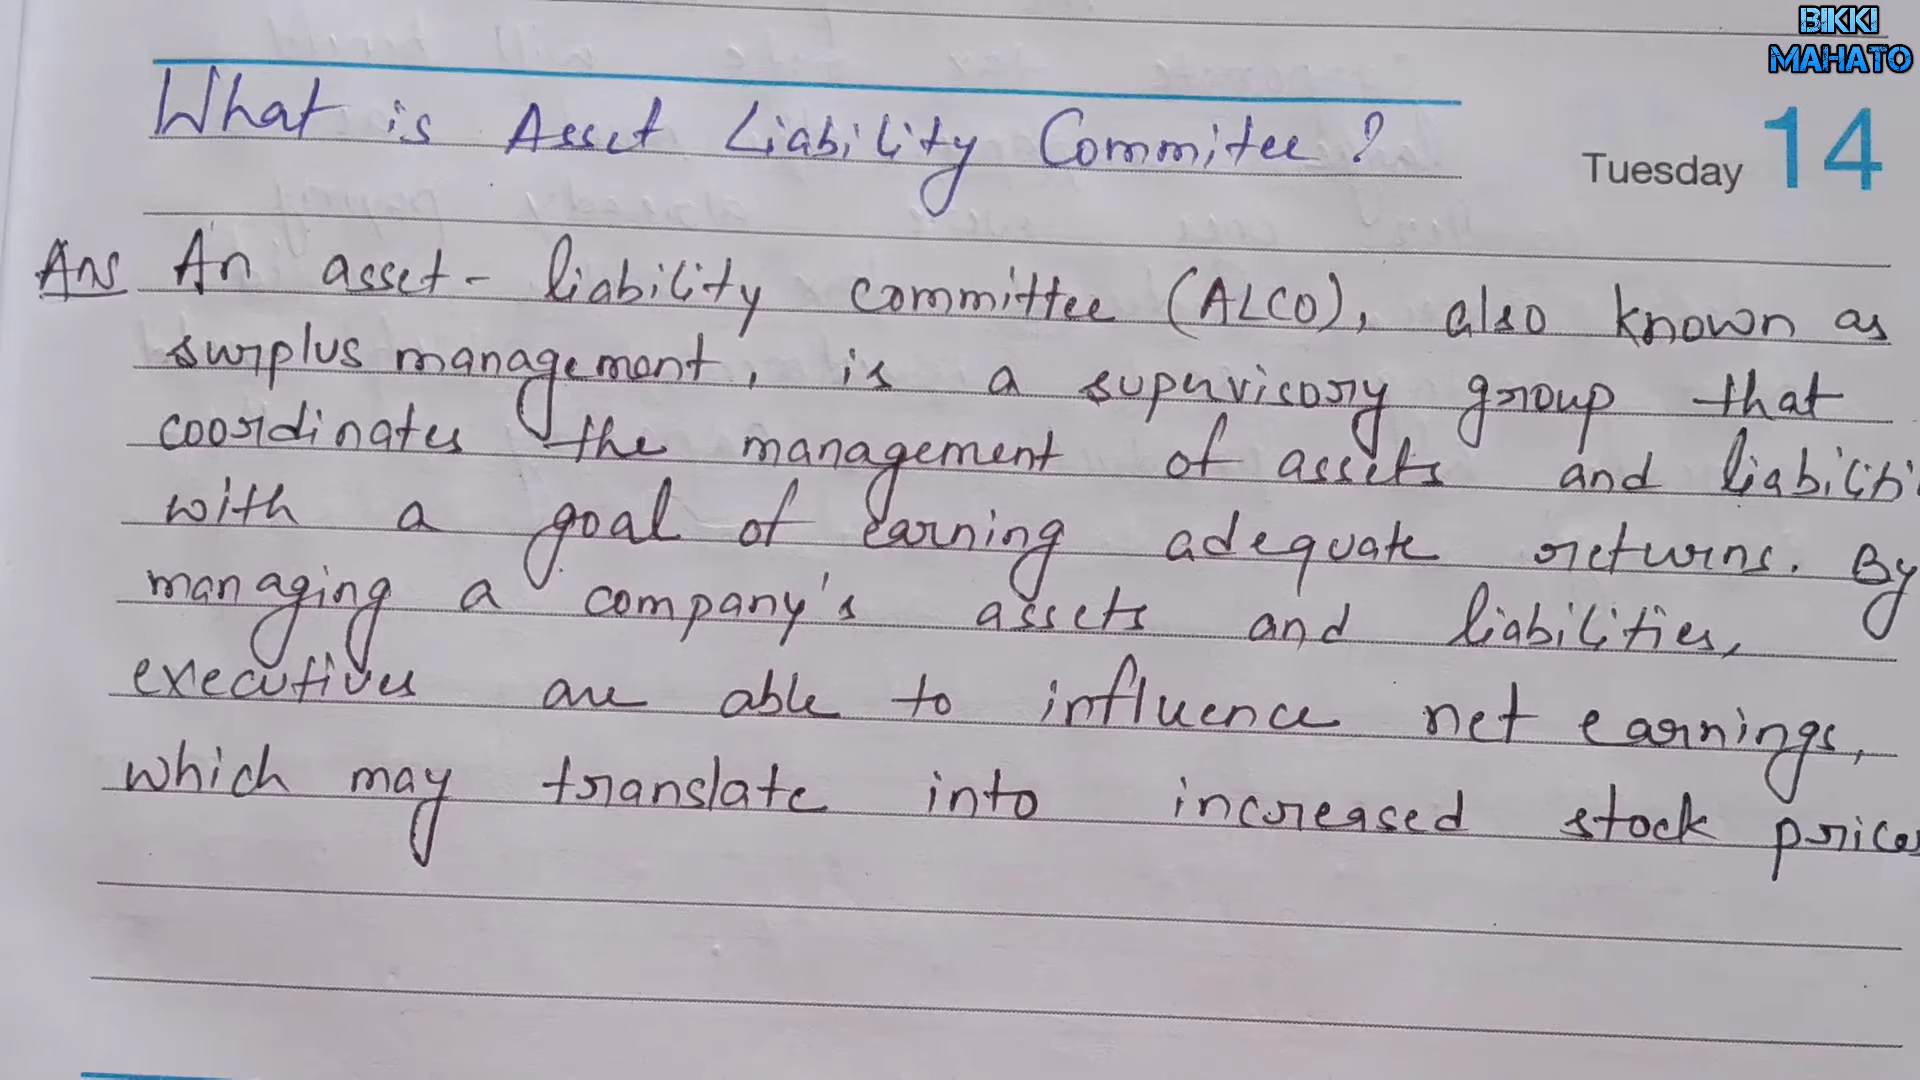 BIKKI
MAHATO
What is Asset Liability Commitee?
Tuesday 14
Ans An asset-liability committee (ALCO), also known as
surplus management, is a supervisory group that
coordinates the management of assets and liabiliti
with a goal of earning adequate returns. By
managing a company's assets and liabilities,
executives are able to influence net earnings,
which may translate into increased stock prices